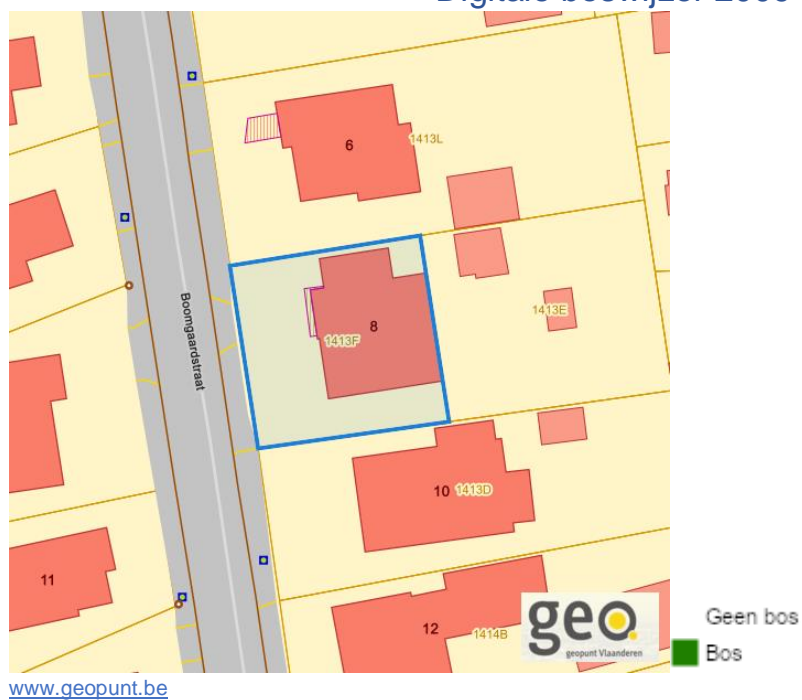 6
1413L
Boomgaardstraat
8
1413F
1413E
10
1413D
11
12
1414B
geo
geopunt Vlaanderen
Geen bos
Bos
www.geopunt.be